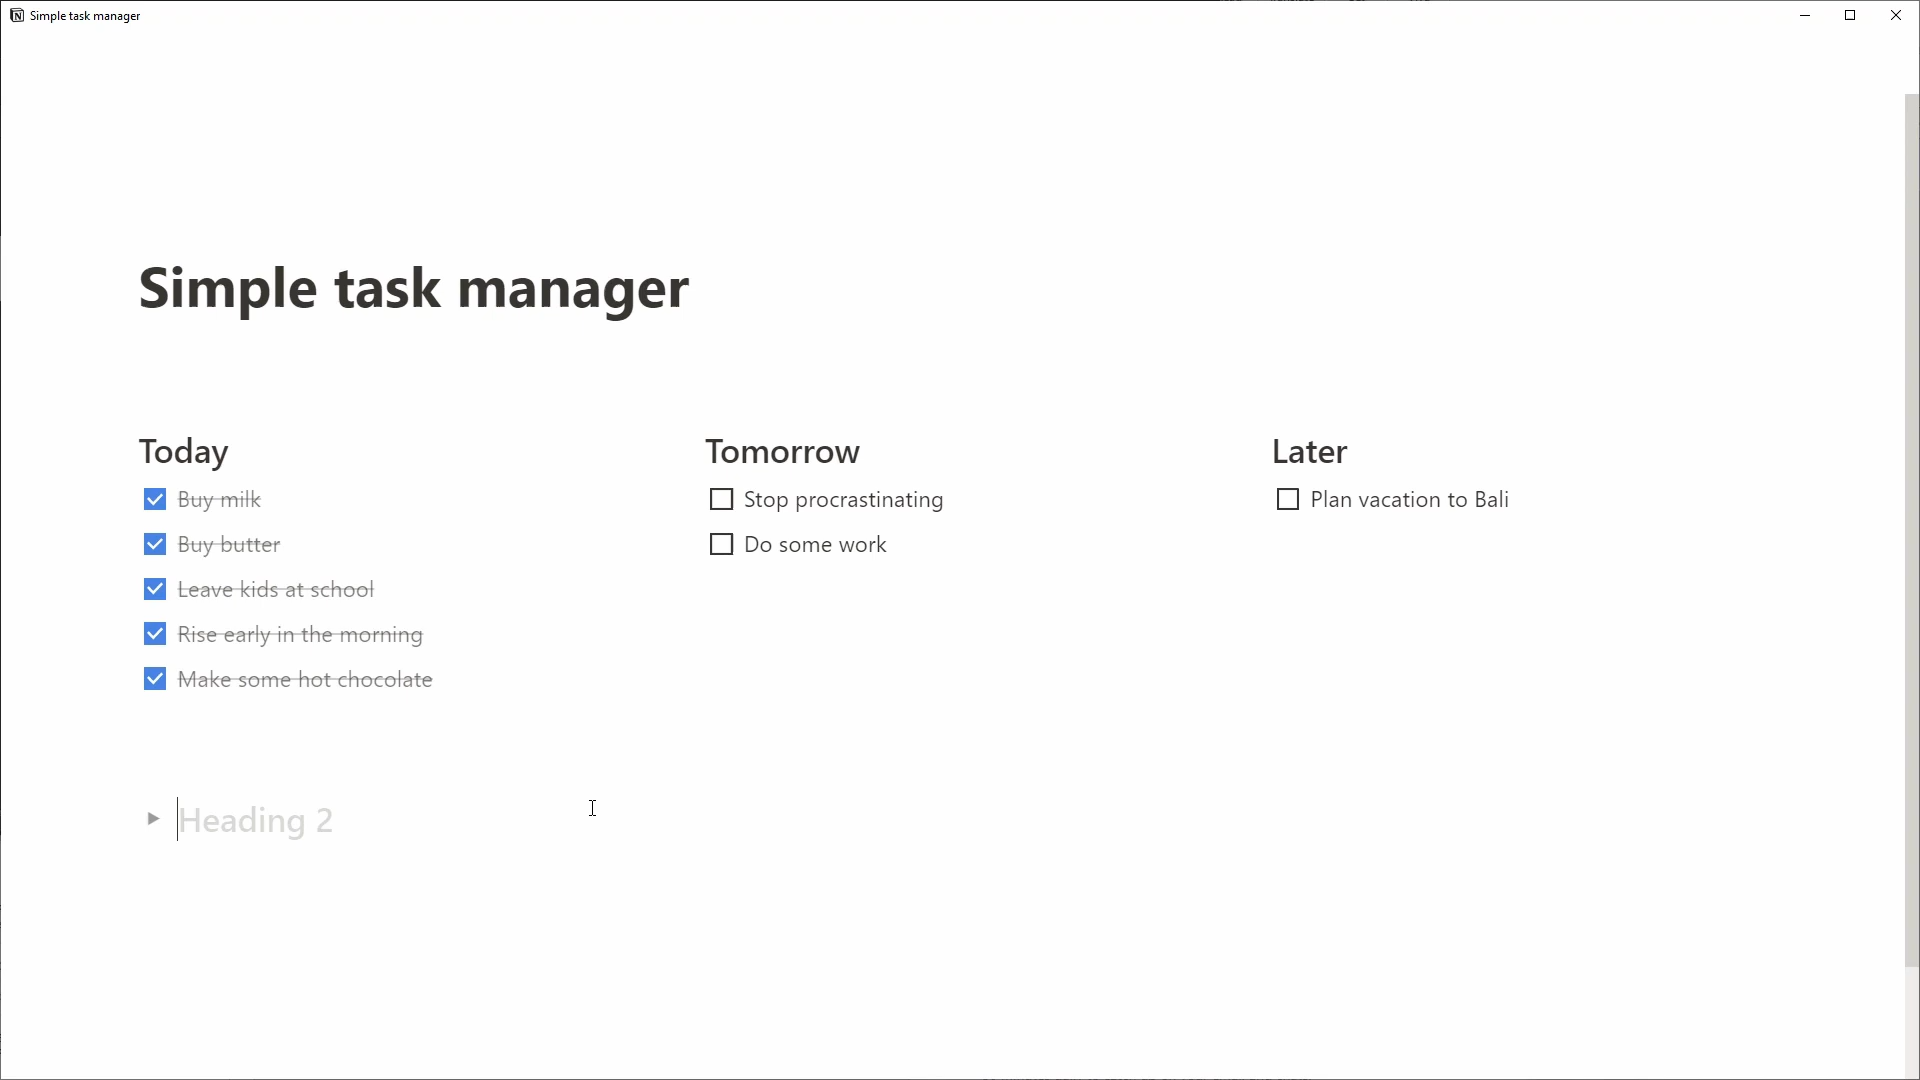 Simple task manager
Simple task manager
Today
Buy milk
Buy butter
Leave kids at school
Rise early in the morning
Make some hot chocolate
Tomorrow
Stop procrastinating
Do some work
Later
Plan vacation to Bali
Heading 2